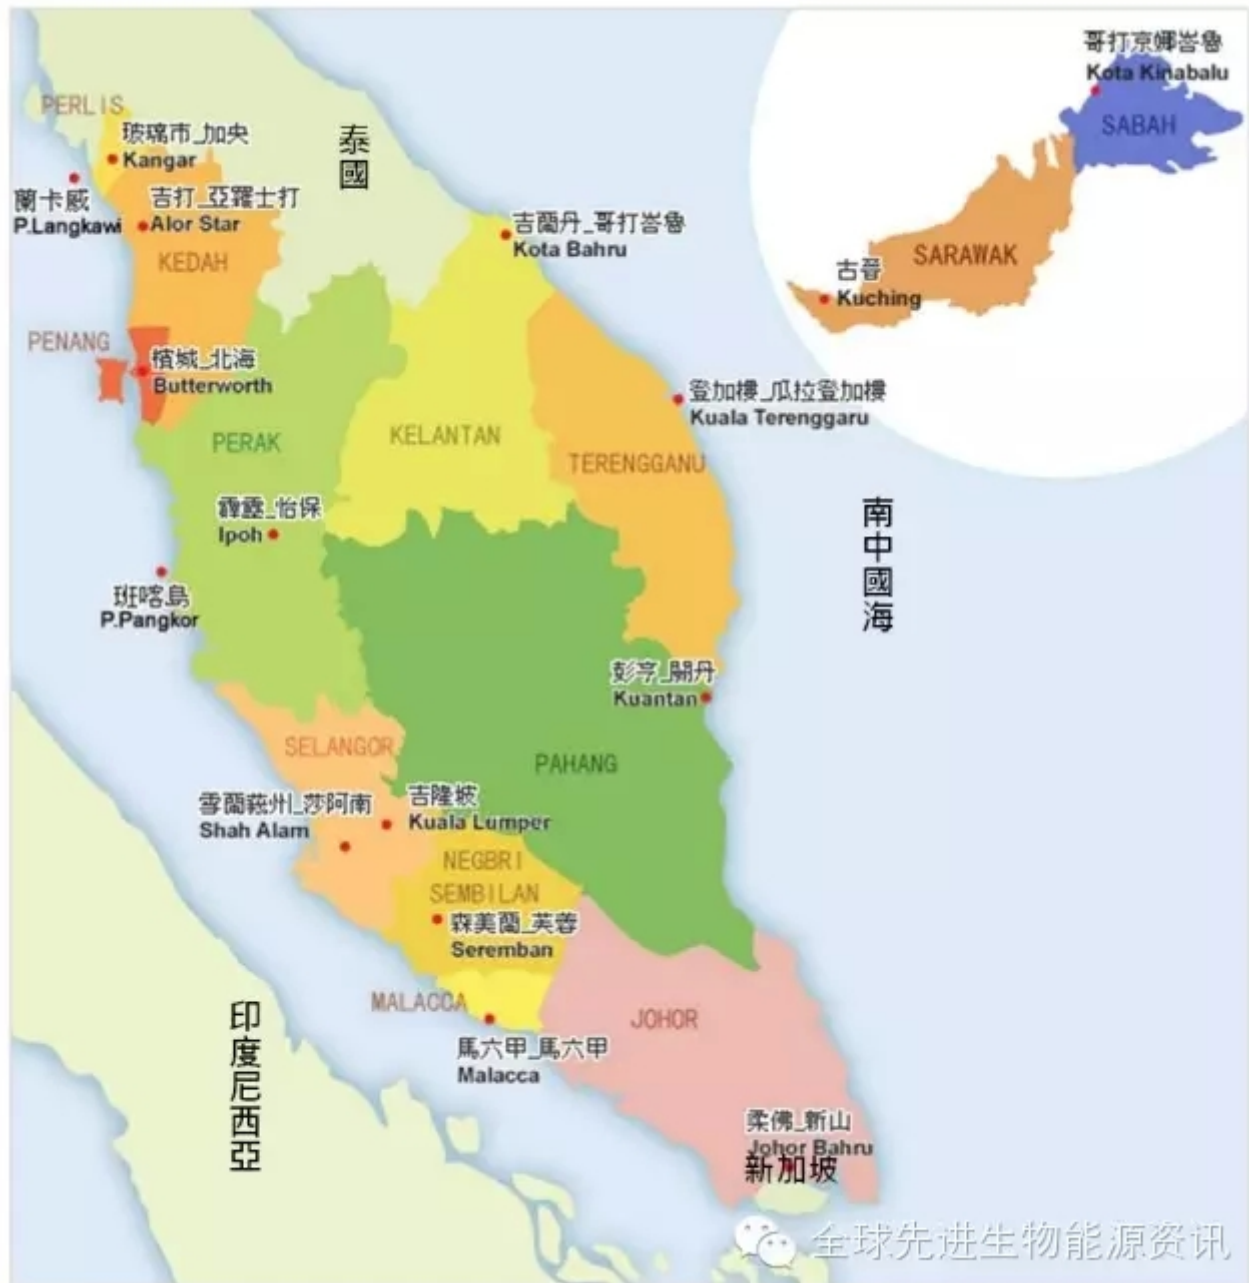 哥打京娜峇魯
Kota Kinabalu
SABAH
SARAWAK
古晉
Kuching
PERLIS
玻璃市_加央
Kangar
泰國
蘭卡威
P.Langkawi
吉打_亞羅士打
Alor Star
KEDAH
吉蘭丹_哥打峇魯
Kota Bahru
PENANG
檳城_北海
Butterworth
登加樓_瓜拉登加樓
Kuala Terenggaru
PERAK
KELANTAN
TERENGGANU
霹靂_怡保
Ipoh
南中國海
班喀島
P.Pangkor
彭亨_關丹
Kuantan
SELANGOR
PAHANG
雪蘭莪州_莎阿南
Shah Alam
吉隆坡
Kuala Lumper
NEGBRI
SEMBILAN
森美蘭_芙蓉
Seremban
MALACCA
馬六甲_馬六甲
Malacca
JOHOR
印度尼西亞
柔佛_新山
Johor Bahru
新加坡
全球先进生物能源资讯